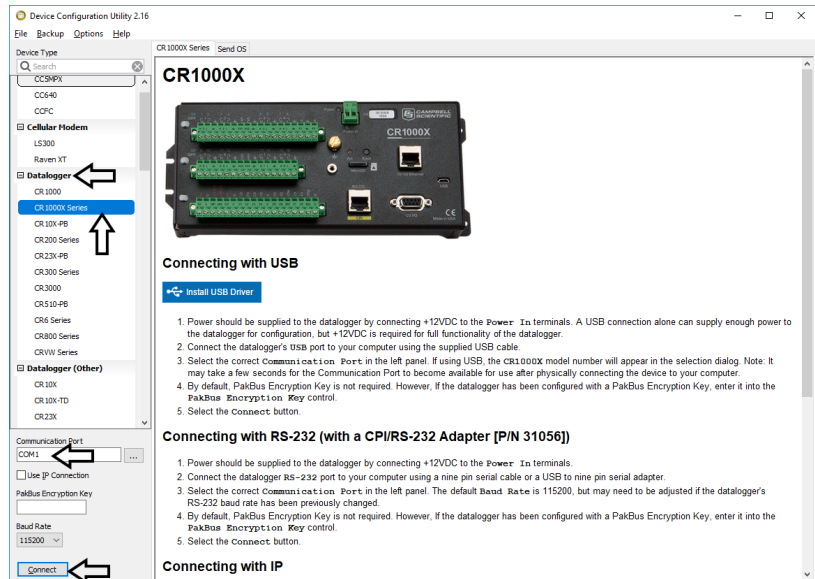 Device Configuration Utility 2.16
File Backup Options Help
Device Type
Search
CC5MPX
CC640
CCFC
Cellular Modem
LS300
Raven XT
Datalogger
CR1000
CR1000X Series
CR10X-PB
CR200 Series
CR23X-PB
CR300 Series
CR3000
CR510-PB
CR6 Series
CR800 Series
CRVW Series
Datalogger (Other)
CR10X
CR10X-TD
CR23X
Communication Port
COM1
...
Use IP Connection
PakBus Encryption Key
Baud Rate
115200
Connect
CR1000X Series Send OS
CR1000X
CAMPBELL
SCIENTIFIC
CR1000X
USB
CE
Made in USA
Connecting with USB
Install USB Driver
1. Power should be supplied to the datalogger by connecting +12VDC to the Power In terminals. A USB connection alone can supply enough power to
the datalogger for configuration, but +12VDC is required for full functionality of the datalogger.
2. Connect the datalogger's USB port to your computer using the supplied USB cable.
3. Select the correct Communication Port in the left panel. If using USB, the CR1000X model number will appear in the selection dialog. Note: It
may take a few seconds for the Communication Port to become available for use after physically connecting the device to your computer.
4. By default, PakBus Encryption Key is not required. However, If the datalogger has been configured with a PakBus Encryption Key, enter it into the
PakBus Encryption Key control.
5. Select the Connect button.
Connecting with RS-232 (with a CPI/RS-232 Adapter [P/N 31056])
1. Power should be supplied to the datalogger by connecting +12VDC to the Power In terminals.
2. Connect the datalogger RS-232 port to your computer using a nine pin serial cable or a USB to nine pin serial adapter.
3. Select the correct Communication Port in the left panel. The default Baud Rate is 115200, but may need to be adjusted if the datalogger's
RS-232 baud rate has been previously changed.
4. By default, PakBus Encryption Key is not required. However, If the datalogger has been configured with a PakBus Encryption Key, enter it into the
PakBus Encryption Key control.
5. Select the Connect button.
Connecting with IP